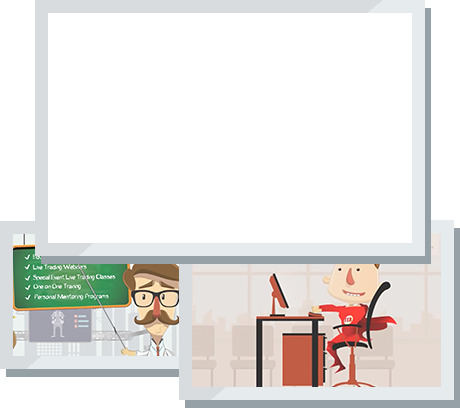 ✓ Live Trading Webinars
✓ Special Event Live Trading Classes
✓ One on One Training
✓ Personal Mentoring Programs